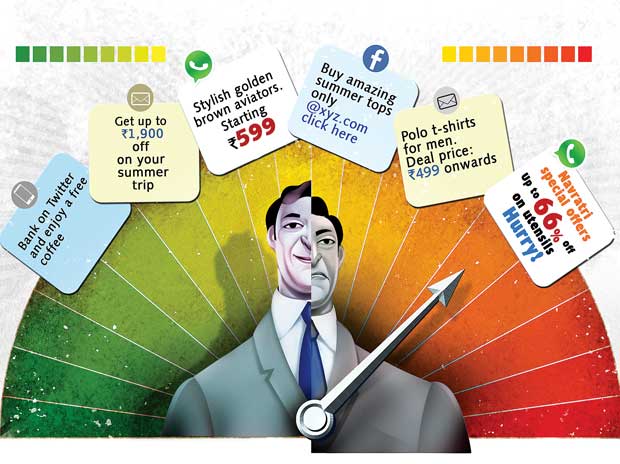 Bank on Twitter
and enjoy a free
coffee
Get up to
₹1,900
off
on your
summer
trip
Stylish golden
brown aviators.
Starting
₹599
Buy amazing
summer tops
only
@xyz.com
click here
Polo t-shirts
for men.
Deal price:
₹499 onwards
Navratri
special offers
Up to 66% off
on utensils
Hurry!